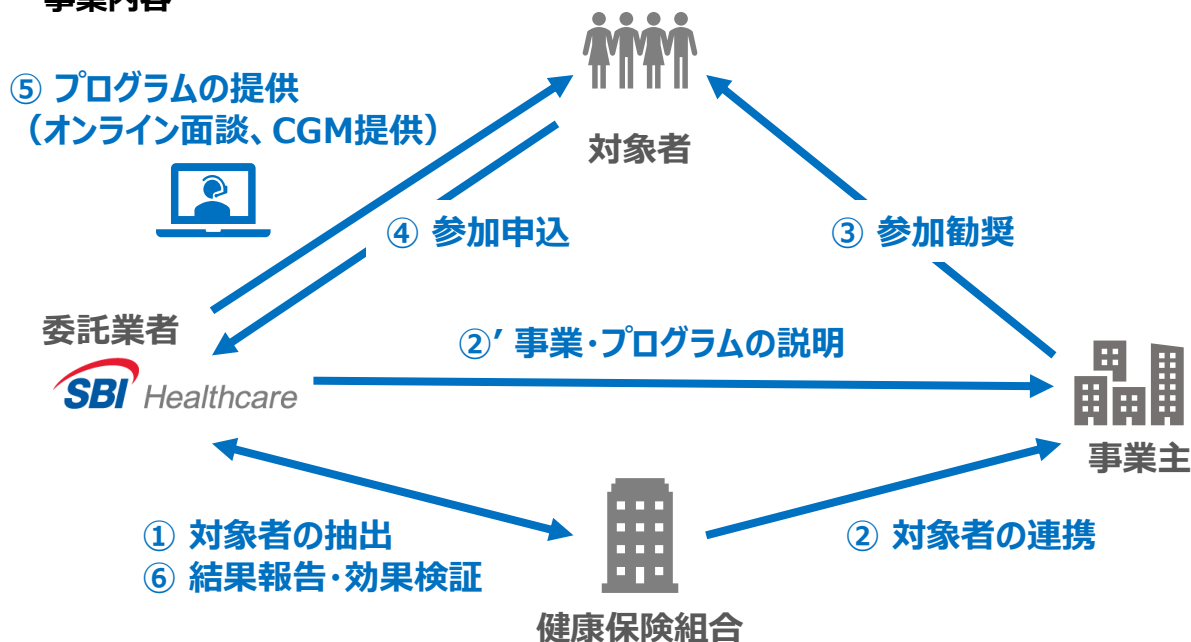 事業内容
⑤ プログラムの提供
（オンライン面談、CGM提供）
対象者
④ 参加申込
③ 参加勧奨
委託業者
SBI Healthcare
②’ 事業・プログラムの説明
事業主
① 対象者の抽出
⑥ 結果報告・効果検証
② 対象者の連携
健康保険組合